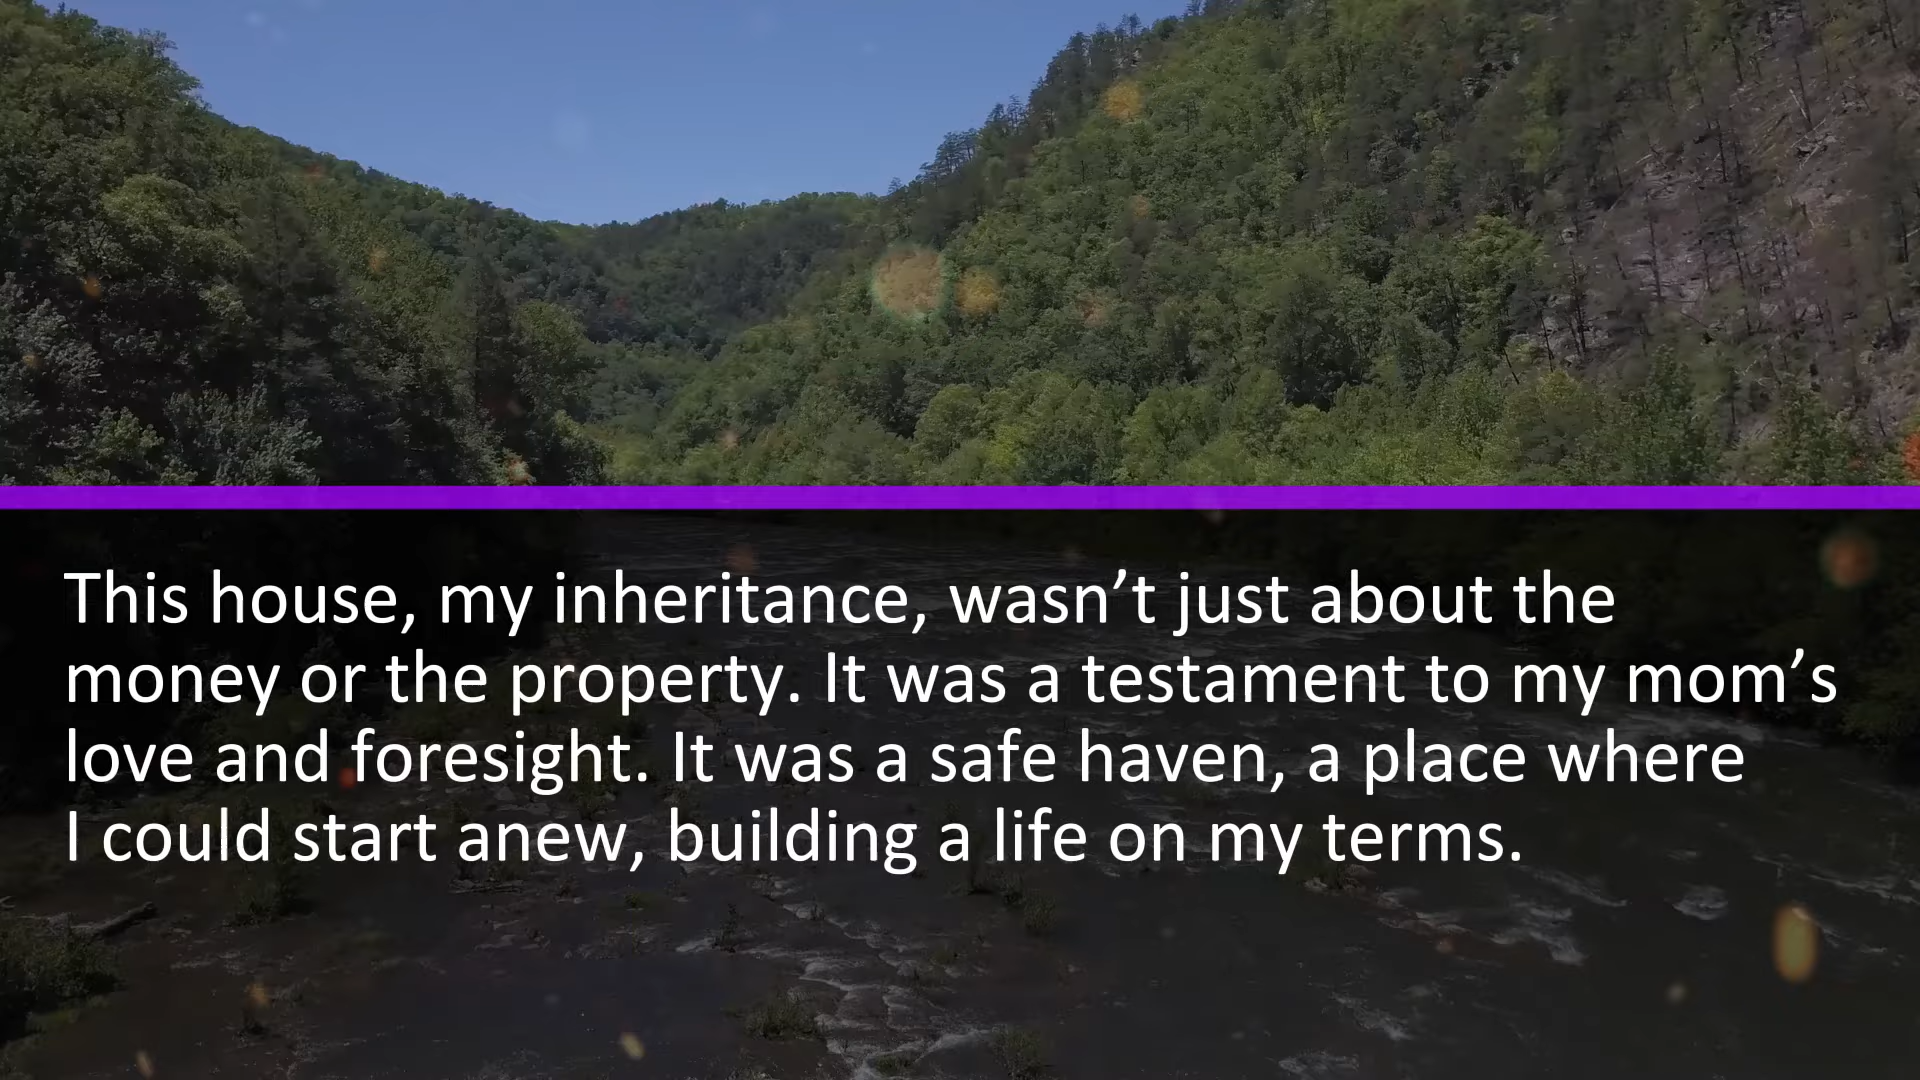 This house, my inheritance, wasn’t just about the
money or the property. It was a testament to my mom’s
love and foresight. It was a safe haven, a place where
I could start anew, building a life on my terms.